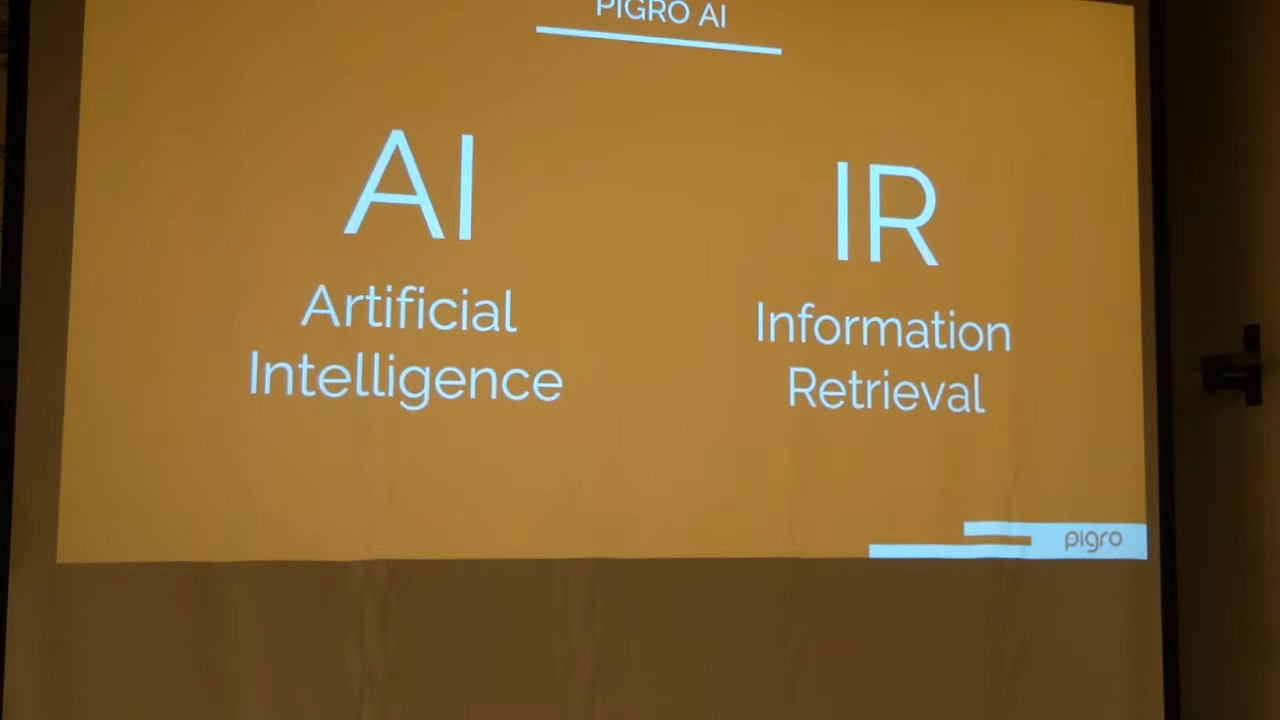 PIGRO AI
AI
Artificial
Intelligence
IR
Information
Retrieval
pigro